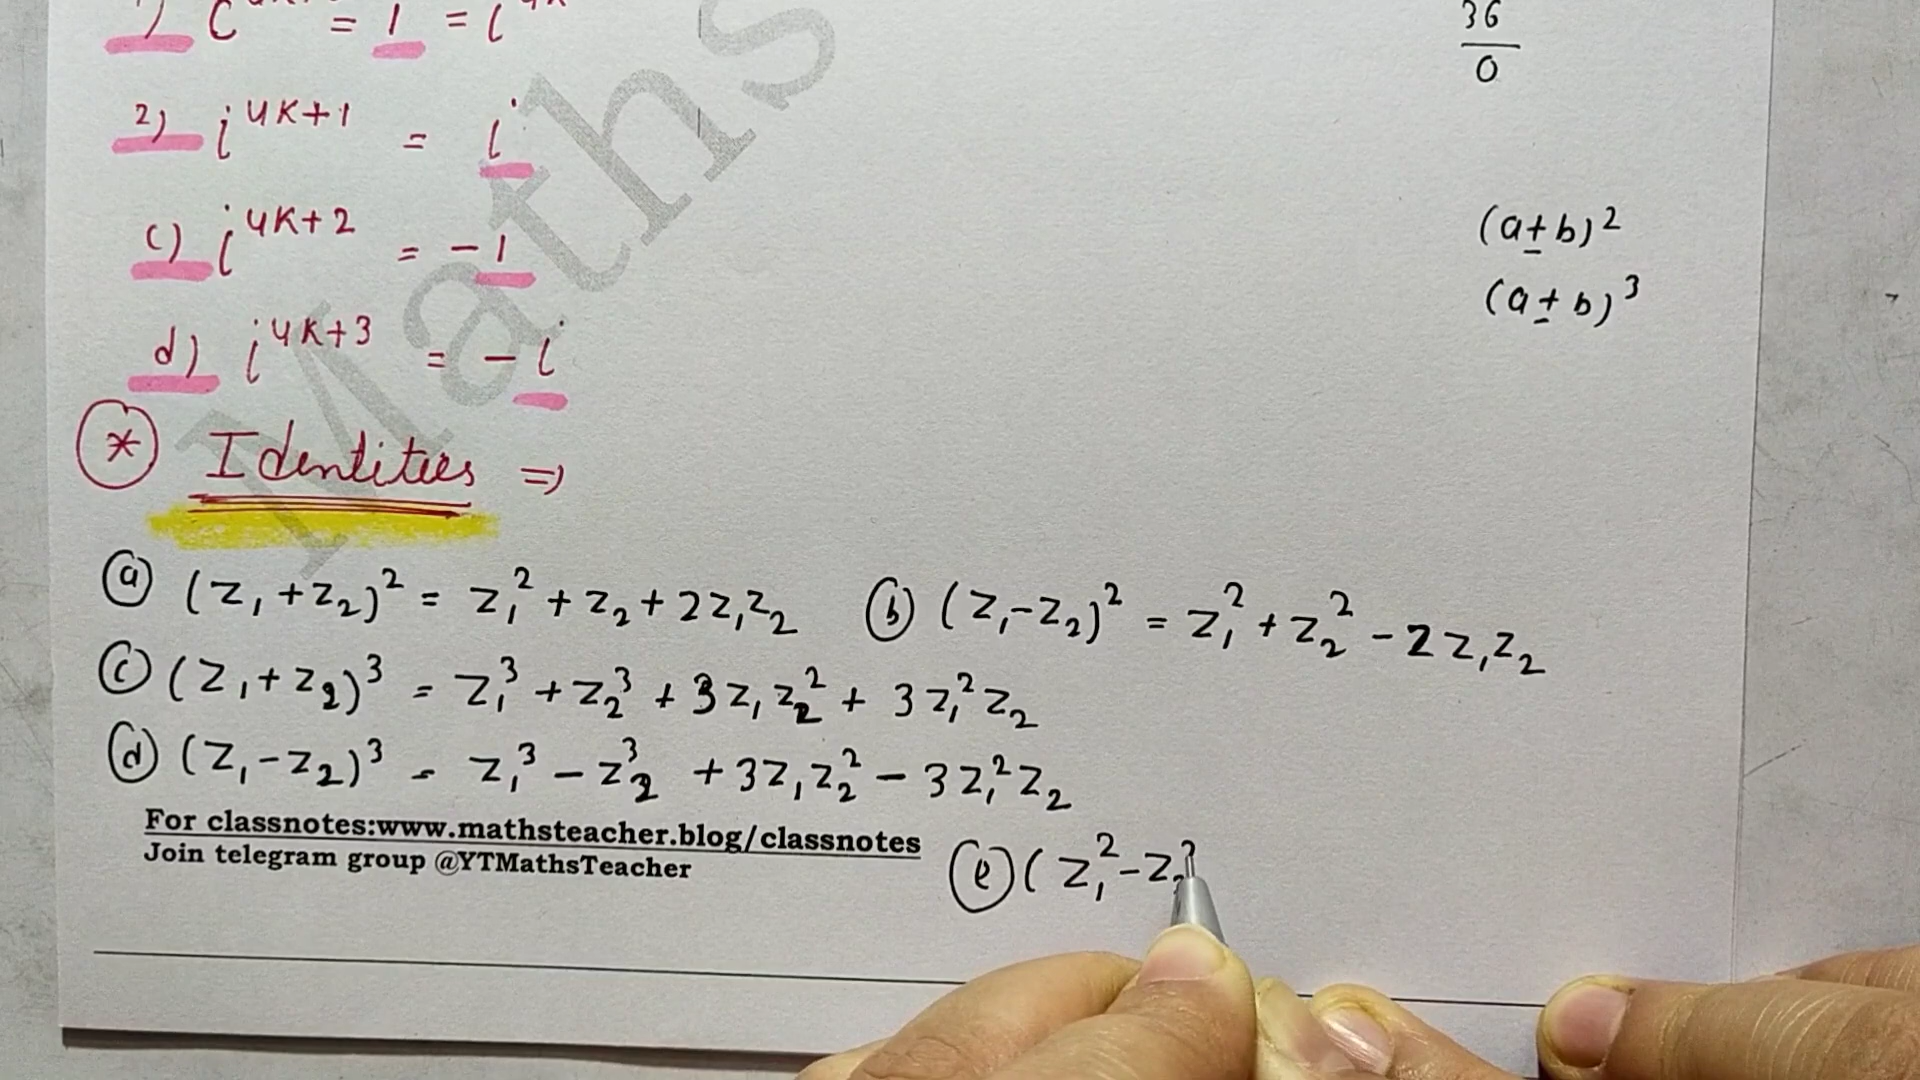 = 1 = i
36
0
2) i^{4K+1} = i
c) i^{4K+2} = -1
(a±b)²
(a±b)³
d) i^{4K+3} = -i
Maths
* Identities ⇒
(a) (z₁+z₂)² = z₁²+z₂+2z₁z₂ (b) (z₁-z₂)² = z₁²+z₂²-2z₁z₂
(c) (z₁+z₂)³ = z₁³+z₂³+3z₁z₂²+3z₁²z₂
(d) (z₁-z₂)³ = z₁³-z₂³+3z₁z₂²-3z₁²z₂
For classnotes:www.mathsteacher.blog/classnotes
Join telegram group @YTMathsTeacher
(e) (z₁²-z